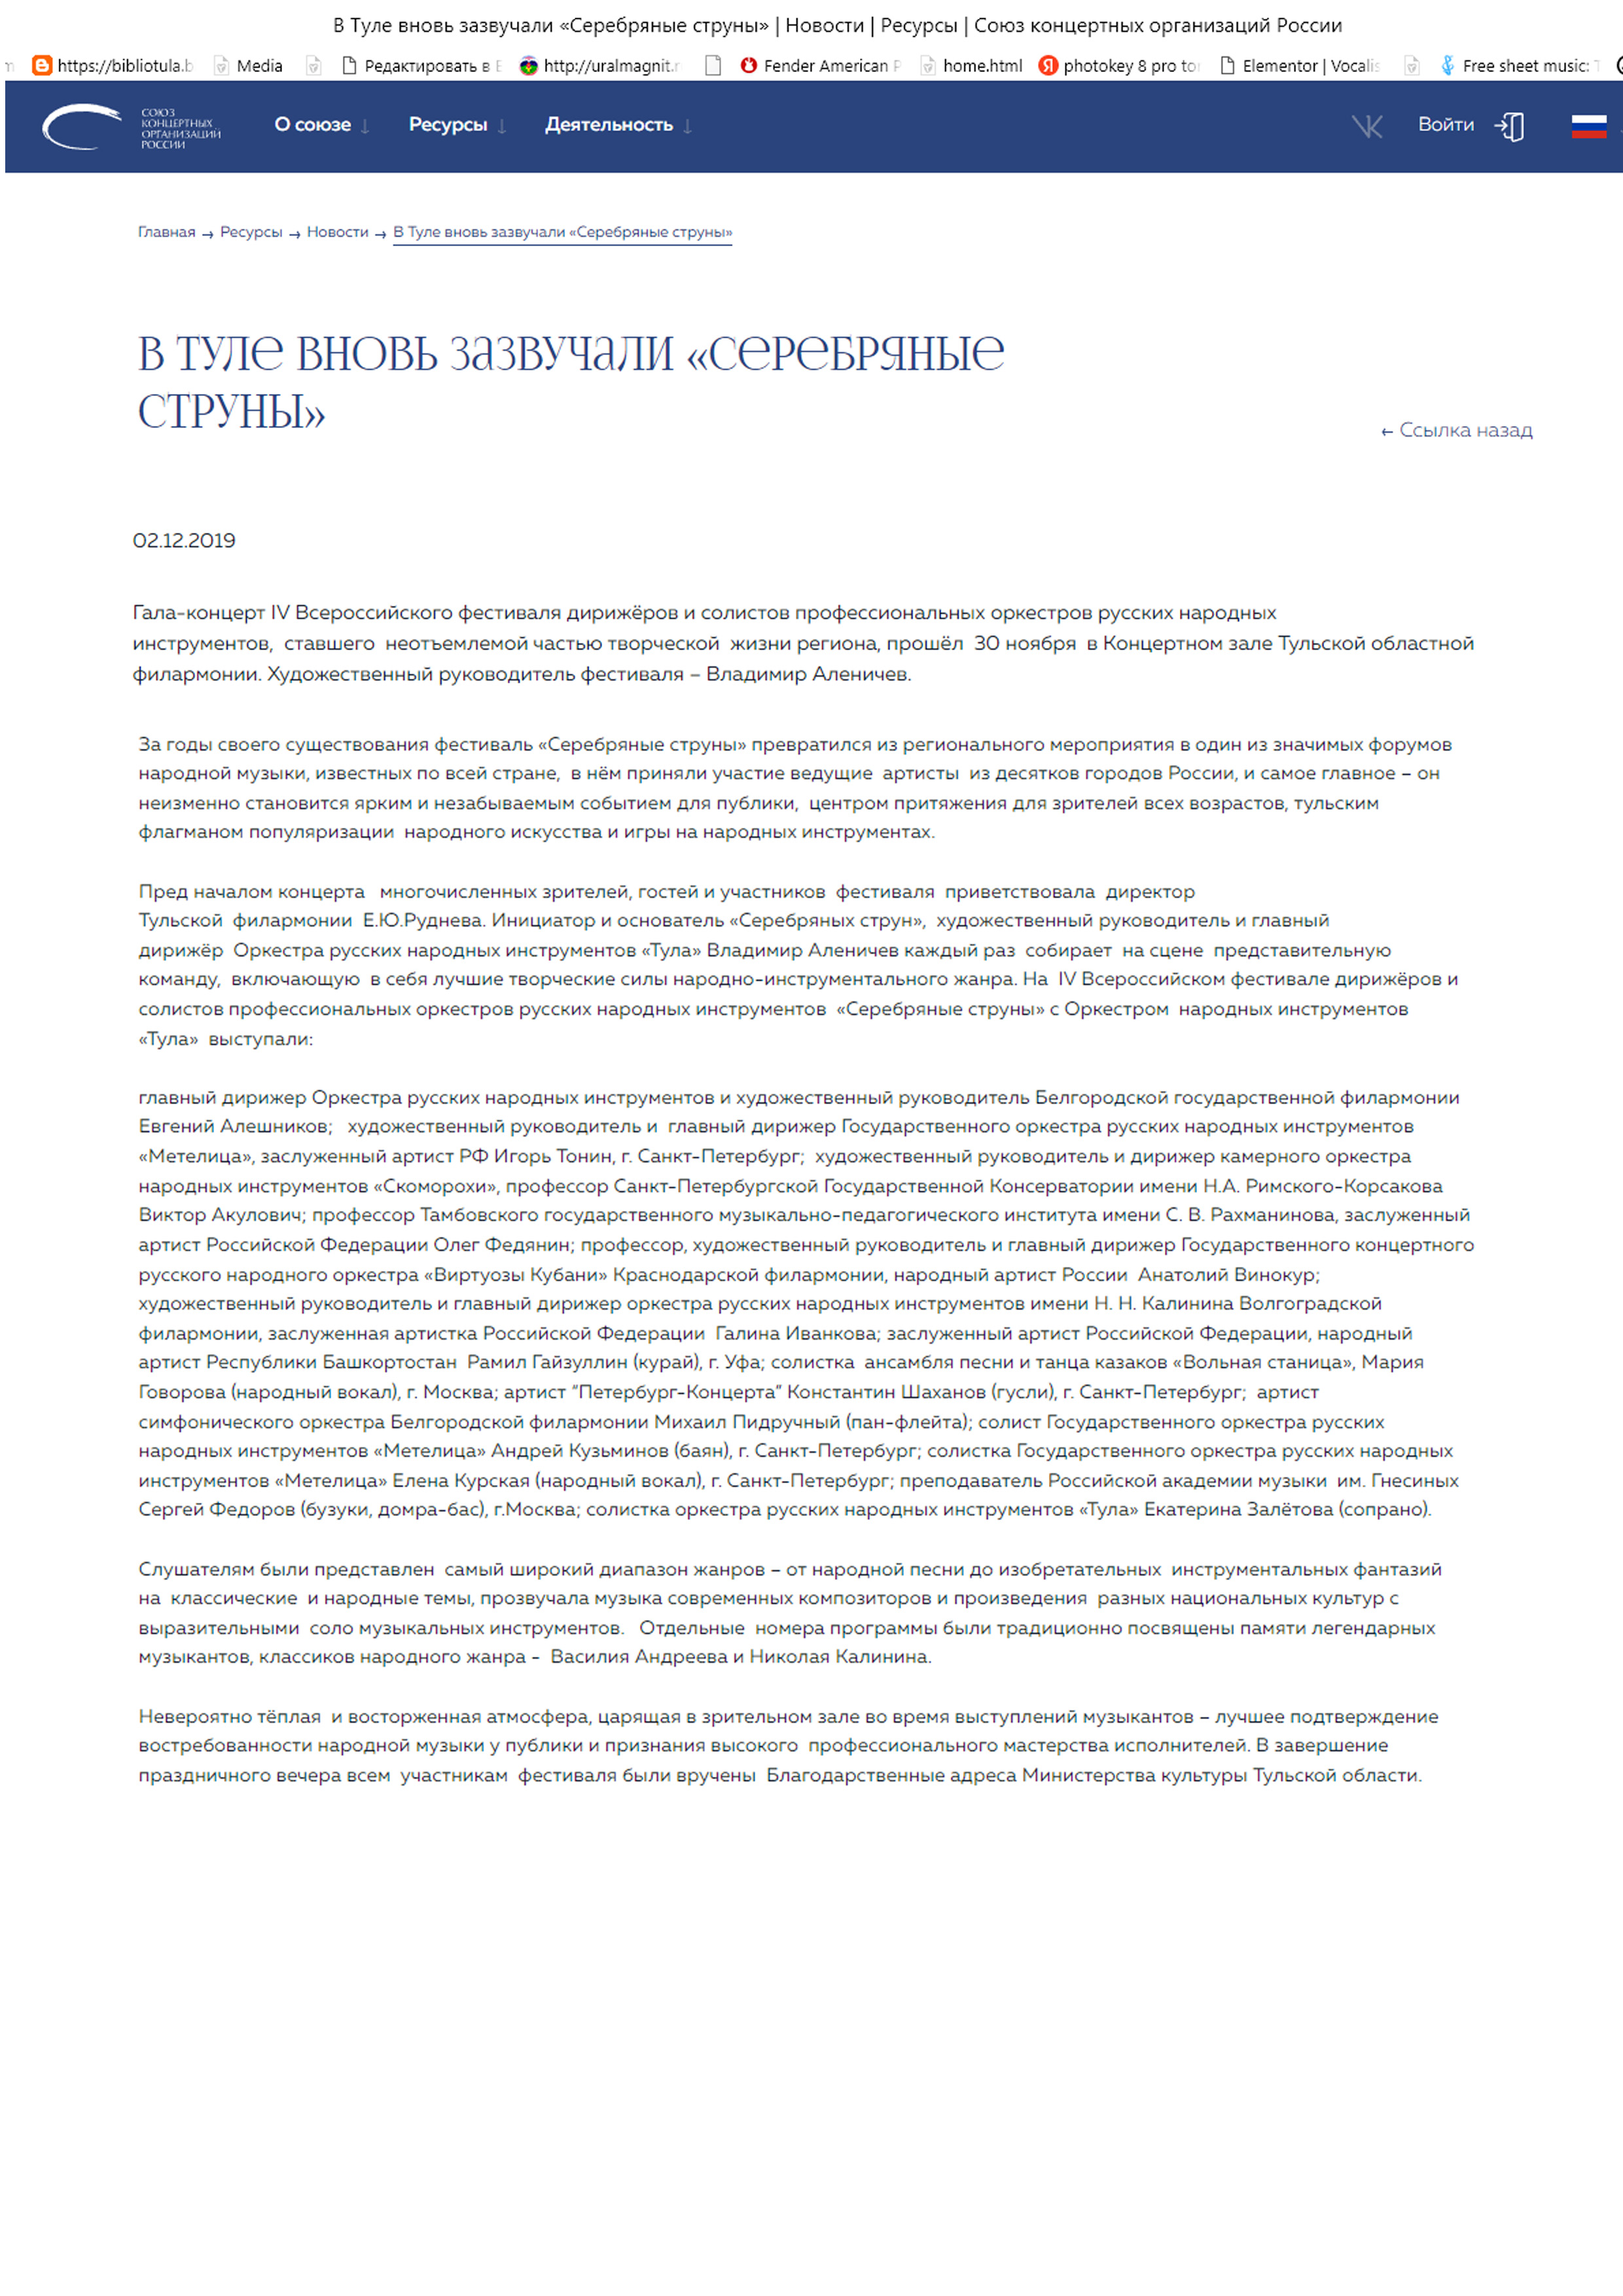 В Туле вновь зазвучали «Серебряные струны» | Новости | Ресурсы | Союз концертных организаций России
https://bibliotula.b Media Редактировать в http://uralmagnit. Fender American home.html photokey 8 pro to Elementor | Vocalis Free sheet music:
СОЮЗ
КОНЦЕРТНЫХ
ОРГАНИЗАЦИЙ
РОССИИ
О союзе ↓ Ресурсы ↓ Деятельность ↓ VK Войти
Главная → Ресурсы → Новости → В Туле вновь зазвучали «Серебряные струны»
В Туле вновь зазвучали «Серебряные
струны»
← Ссылка назад
02.12.2019
Гала-концерт IV Всероссийского фестиваля дирижёров и солистов профессиональных оркестров русских народных
инструментов, ставшего неотъемлемой частью творческой жизни региона, прошёл 30 ноября в Концертном зале Тульской областной
филармонии. Художественный руководитель фестиваля – Владимир Аленичев.
За годы своего существования фестиваль «Серебряные струны» превратился из регионального мероприятия в один из значимых форумов
народной музыки, известных по всей стране, в нём приняли участие ведущие артисты из десятков городов России, и самое главное – он
неизменно становится ярким и незабываемым событием для публики, центром притяжения для зрителей всех возрастов, тульским
флагманом популяризации народного искусства и игры на народных инструментах.
Пред началом концерта многочисленных зрителей, гостей и участников фестиваля приветствовала директор
Тульской филармонии Е.Ю.Руднева. Инициатор и основатель «Серебряных струн», художественный руководитель и главный
дирижёр Оркестра русских народных инструментов «Тула» Владимир Аленичев каждый раз собирает на сцене представительную
команду, включающую в себя лучшие творческие силы народно-инструментального жанра. На IV Всероссийском фестивале дирижёров и
солистов профессиональных оркестров русских народных инструментов «Серебряные струны» с Оркестром народных инструментов
«Тула» выступали:
главный дирижер Оркестра русских народных инструментов и художественный руководитель Белгородской государственной филармонии
Евгений Алешников; художественный руководитель и главный дирижер Государственного оркестра русских народных инструментов
«Метелица», заслуженный артист РФ Игорь Тонин, г. Санкт-Петербург; художественный руководитель и дирижер камерного оркестра
народных инструментов «Скоморохи», профессор Санкт-Петербургской Государственной Консерватории имени Н.А. Римского-Корсакова
Виктор Акулович; профессор Тамбовского государственного музыкально-педагогического института имени С. В. Рахманинова, заслуженный
артист Российской Федерации Олег Федянин; профессор, художественный руководитель и главный дирижер Государственного концертного
русского народного оркестра «Виртуозы Кубани» Краснодарской филармонии, народный артист России Анатолий Винокур;
художественный руководитель и главный дирижер оркестра русских народных инструментов имени Н. Н. Калинина Волгоградской
филармонии, заслуженная артистка Российской Федерации Галина Иванкова; заслуженный артист Российской Федерации, народный
артист Республики Башкортостан Рамил Гайзуллин (курай), г. Уфа; солистка ансамбля песни и танца казаков «Вольная станица», Мария
Говорова (народный вокал), г. Москва; артист "Петербург-Концерта" Константин Шаханов (гусли), г. Санкт-Петербург; артист
симфонического оркестра Белгородской филармонии Михаил Пидручный (пан-флейта); солист Государственного оркестра русских
народных инструментов «Метелица» Андрей Кузьминов (баян), г. Санкт-Петербург; солистка Государственного оркестра русских народных
инструментов «Метелица» Елена Курская (народный вокал), г. Санкт-Петербург; преподаватель Российской академии музыки им. Гнесиных
Сергей Федоров (бузуки, домра-бас), г.Москва; солистка оркестра русских народных инструментов «Тула» Екатерина Залётова (сопрано).
Слушателям были представлен самый широкий диапазон жанров – от народной песни до изобретательных инструментальных фантазий
на классические и народные темы, прозвучала музыка современных композиторов и произведения разных национальных культур с
выразительными соло музыкальных инструментов. Отдельные номера программы были традиционно посвящены памяти легендарных
музыкантов, классиков народного жанра - Василия Андреева и Николая Калинина.
Невероятно тёплая и восторженная атмосфера, царящая в зрительном зале во время выступлений музыкантов – лучшее подтверждение
востребованности народной музыки у публики и признания высокого профессионального мастерства исполнителей. В завершение
праздничного вечера всем участникам фестиваля были вручены Благодарственные адреса Министерства культуры Тульской области.